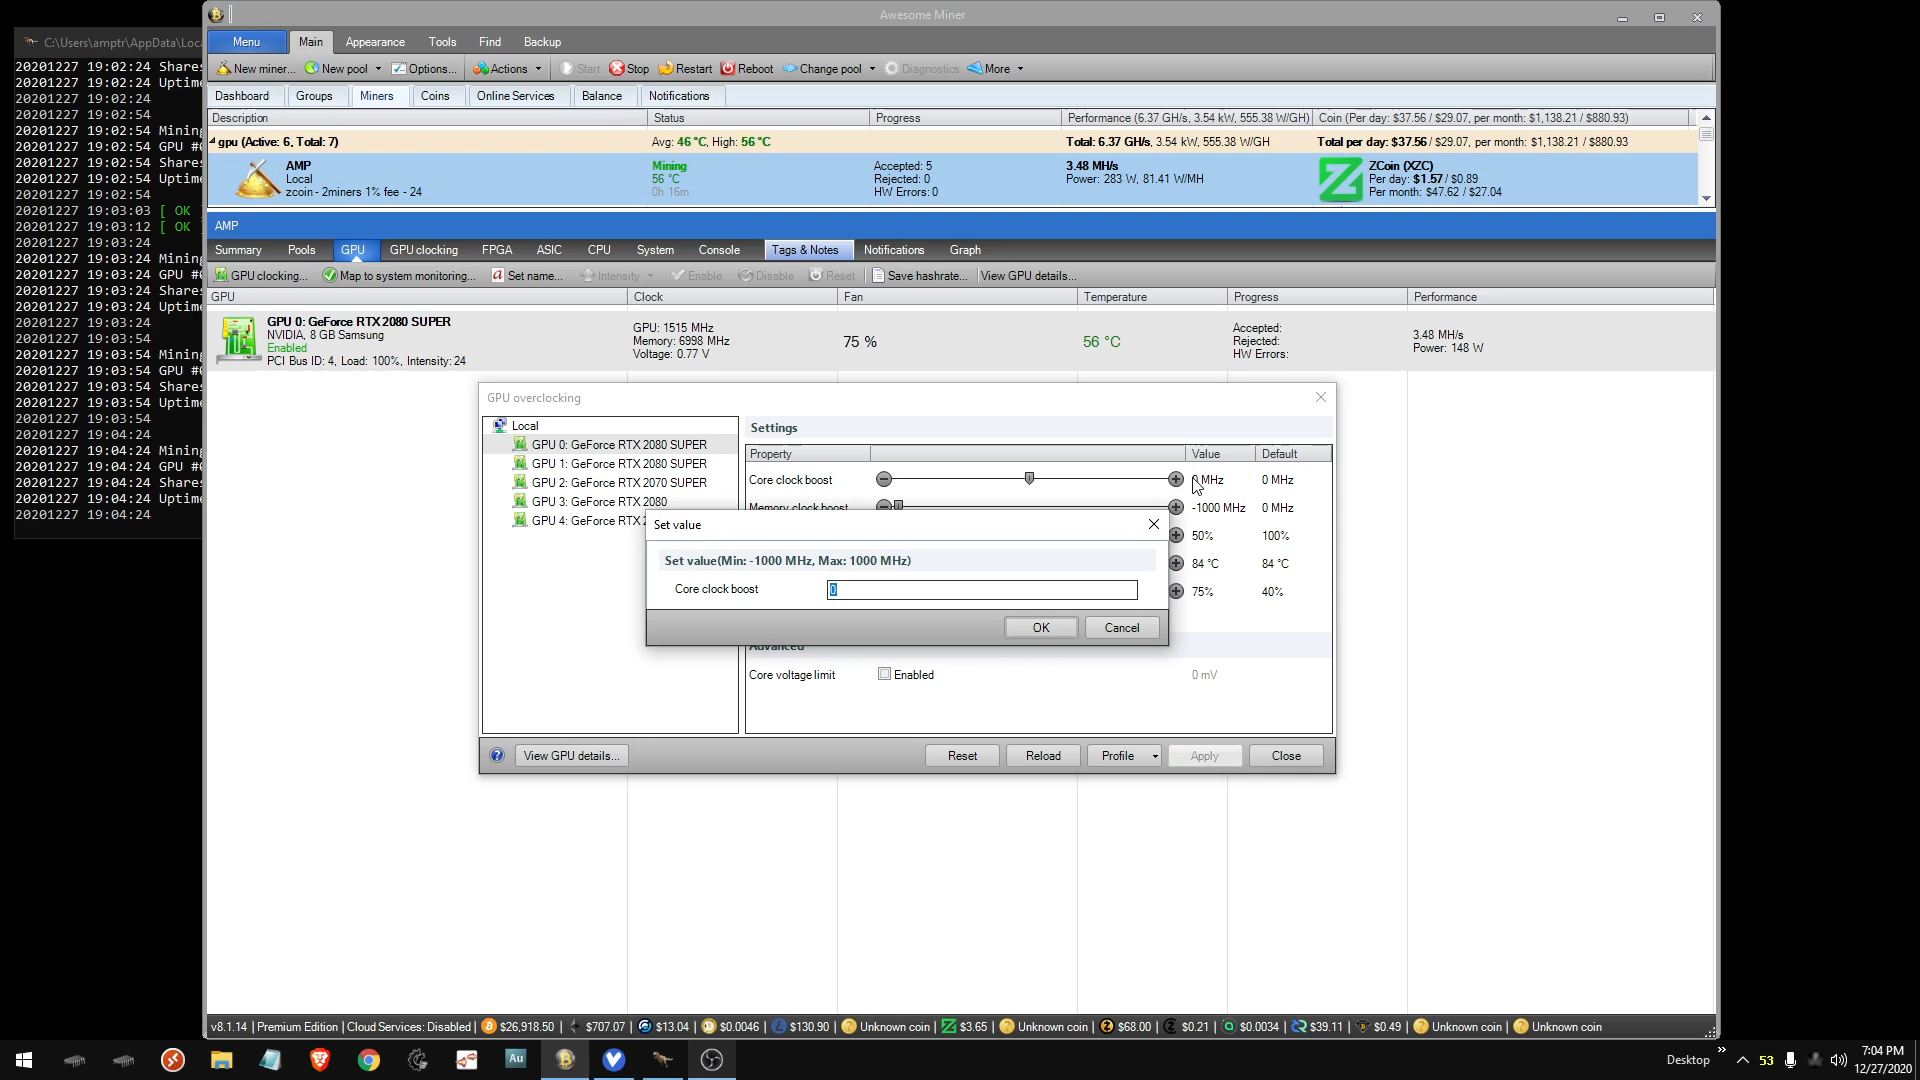 Awesome Miner
C:\Users\amptr\AppData\Loc
Menu Main Appearance Tools Find Backup
New miner... New pool Options... Actions Start Stop Restart Reboot Change pool Diagnostics More
Dashboard Groups Miners Coins Online Services Balance Notifications
Description Status Progress Performance (6.37 GH/s, 3.54 kW, 555.38 W/GH) Coin (Per day: $37.56 / $29.07, per month: $1,138.21 / $880.93)
gpu (Active: 6, Total: 7) Avg: 46 °C, High: 56 °C Total: 6.37 GH/s, 3.54 kW, 555.38 W/GH Total per day: $37.56 / $29.07, per month: $1,138.21 / $880.93
AMP Mining Accepted: 5 3.48 MH/s ZCoin (XZC)
Local 56 °C Rejected: 0 Power: 283 W, 81.41 W/MH Per day: $1.57 / $0.89
zcoin - 2miners 1% fee - 24 0h 16m HW Errors: 0 Per month: $47.62 / $27.04
20201227 19:02:24 Shares
20201227 19:02:24 Uptime
20201227 19:02:24
20201227 19:02:54
20201227 19:02:54 Mining
20201227 19:02:54 GPU #0
20201227 19:02:54 Shares
20201227 19:02:54 Uptime
20201227 19:02:54
20201227 19:03:03 [ OK
20201227 19:03:12 [ OK
20201227 19:03:24
20201227 19:03:24 Mining
20201227 19:03:24 GPU #0
20201227 19:03:24 Shares
20201227 19:03:24 Uptime
20201227 19:03:24
20201227 19:03:54
20201227 19:03:54 Mining
20201227 19:03:54 GPU #0
20201227 19:03:54 Shares
20201227 19:03:54 Uptime
20201227 19:03:54
20201227 19:04:24
20201227 19:04:24 Mining
20201227 19:04:24 GPU #0
20201227 19:04:24 Shares
20201227 19:04:24 Uptime
20201227 19:04:24
AMP
Summary Pools GPU GPU clocking FPGA ASIC CPU System Console Tags & Notes Notifications Graph
GPU clocking... Map to system monitoring... Set name... Intensity Enable Disable Reset Save hashrate... View GPU details...
GPU Clock Fan Temperature Progress Performance
GPU 0: GeForce RTX 2080 SUPER GPU: 1515 MHz Accepted:
NVIDIA, 8 GB Samsung Memory: 6998 MHz 75 % 56 °C Rejected: 3.48 MH/s
Enabled Voltage: 0.77 V HW Errors: Power: 148 W
PCI Bus ID: 4, Load: 100%, Intensity: 24
GPU overclocking
Local
GPU 0: GeForce RTX 2080 SUPER
GPU 1: GeForce RTX 2080 SUPER
GPU 2: GeForce RTX 2070 SUPER
GPU 3: GeForce RTX 2080
GPU 4: GeForce RTX
Settings
Property Value Default
Core clock boost 0 MHz 0 MHz
Memory clock boost -1000 MHz 0 MHz
50% 100%
84 °C 84 °C
75% 40%
Set value
Set value(Min: -1000 MHz, Max: 1000 MHz)
Core clock boost 0
OK Cancel
Advanced
Core voltage limit Enabled 0 mV
View GPU details... Reset Reload Profile Apply Close
v8.1.14 | Premium Edition | Cloud Services: Disabled | $26,918.50 | $707.07 | $13.04 | $0.0046 | $130.90 | Unknown coin | $3.65 | Unknown coin | $68.00 | $0.21 | $0.0034 | $39.11 | $0.49 | Unknown coin | Unknown coin
Au
Desktop » 53
7:04 PM
12/27/2020